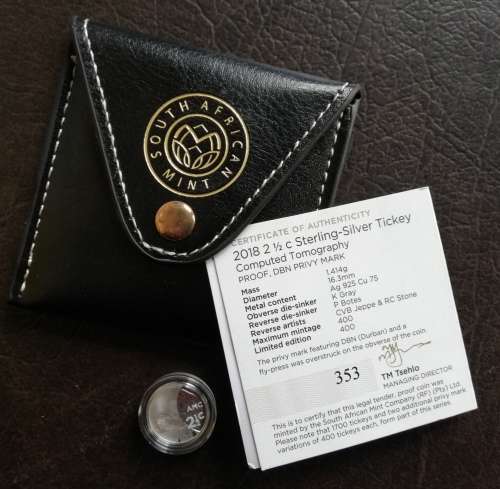 SOUTH AFRICAN
MINT
CERTIFICATE OF AUTHENTICITY
2018 2 ½ c Sterling-Silver Tickey
Computed Tomography
PROOF, DBN PRIVY MARK
Mass 1,414g
Diameter 16.3mm
Metal content Ag 925 Cu 75
Obverse die-sinker K Gray
Reverse die-sinker P Botes
Reverse artists CVB Jeppe & RC Stone
Maximum mintage 400
Limited edition 400
The privy mark featuring DBN (Durban) and a
fly-press was overstruck on the obverse of the coin
353
TM Tsehlo
MANAGING DIRECTOR
This is to certify that this legal tender, proof coin was
minted by the South African Mint Company (RF) (Pty) Ltd.
Please note that 1700 tickeys and two additional privy mark
variations of 400 tickeys each, form part of this series.
AMC
2½c